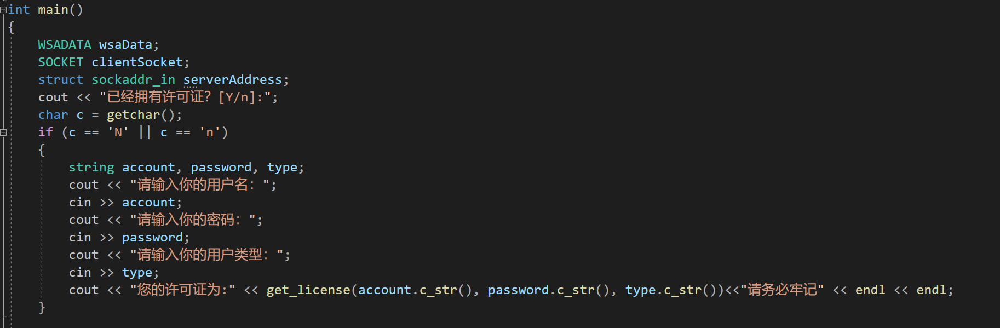 int main()
{
WSADATA wsaData;
SOCKET clientSocket;
struct sockaddr_in serverAddress;
cout << "已经拥有许可证？[Y/n]:";
char c = getchar();
if (c == 'N' || c == 'n')
{
string account, password, type;
cout << "请输入你的用户名：";
cin >> account;
cout << "请输入你的密码：";
cin >> password;
cout << "请输入你的用户类型：";
cin >> type;
cout << "您的许可证为:" << get_license(account.c_str(), password.c_str(), type.c_str())<<"请务必牢记" << endl << endl;
}